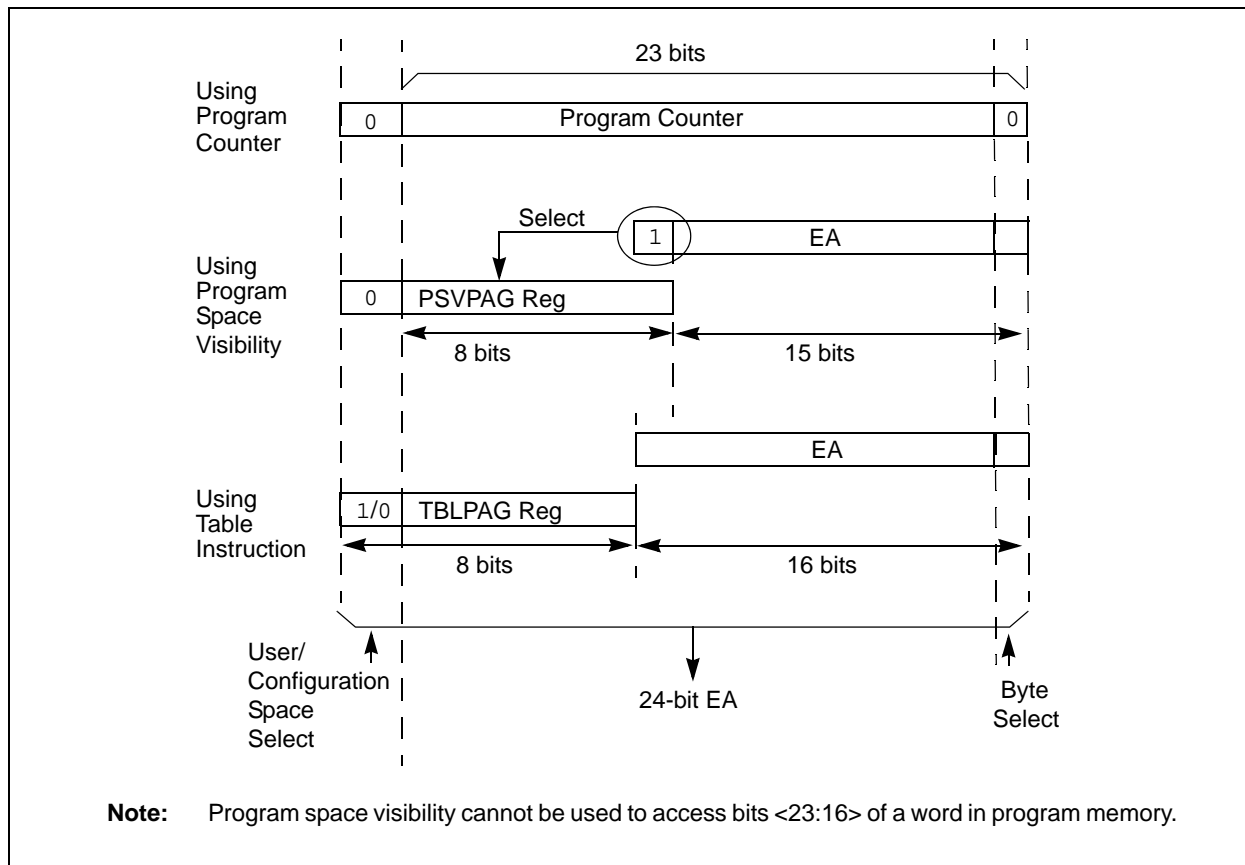 23 bits
Using
Program
Counter
0
Program Counter
0
Select
1
EA
Using
Program
Space
Visibility
0
PSVPAG Reg
8 bits
15 bits
EA
Using
Table
Instruction
1/0
TBLPAG Reg
8 bits
16 bits
User/
Configuration
Space
Select
24-bit EA
Byte
Select
Note: Program space visibility cannot be used to access bits <23:16> of a word in program memory.